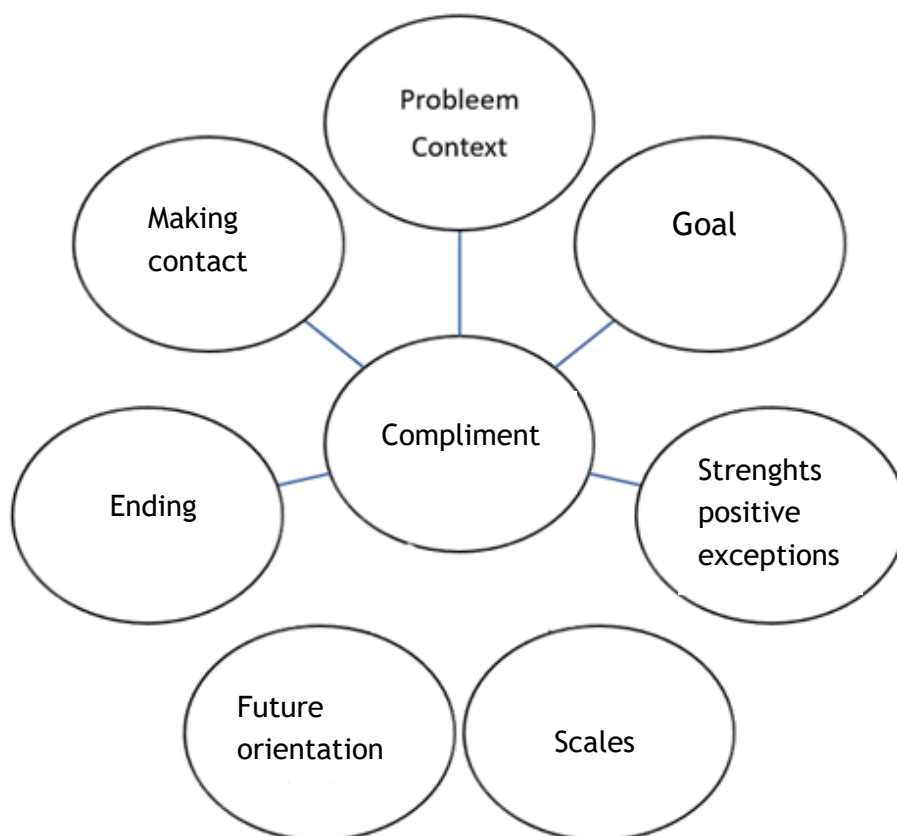 Probleem
Context
Making
contact
Goal
Compliment
Ending
Strenghts
positive
exceptions
Future
orientation
Scales